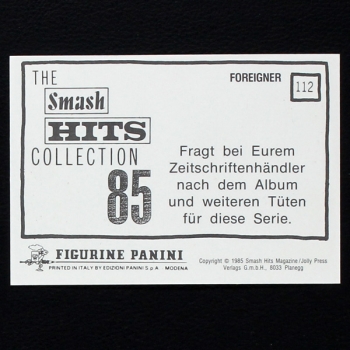 THE
Smash
HITS
COLLECTION
85
FOREIGNER 112
Fragt bei Eurem
Zeitschriftenhändler
nach dem Album
und weiteren Tüten
für diese Serie.
FIGURINE PANINI
PRINTED IN ITALY BY EDIZIONI PANINI S.p.A. MODENA
Copyright © 1985 Smash Hits Magazine/Jolly Press
Verlags G.m.b.H., 8033 Planegg